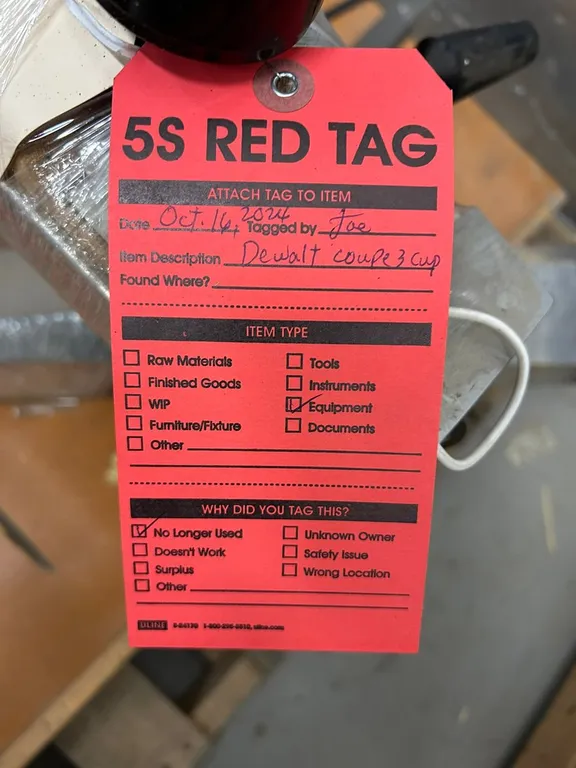 5S RED TAG
ATTACH TAG TO ITEM
Date Oct. 16, 2024 Tagged by Joe
Item Description Dewalt coupe 3 cup
Found Where?
ITEM TYPE
Raw Materials Tools
Finished Goods Instruments
WIP Equipment
Furniture/Fixture Documents
Other
WHY DID YOU TAG THIS?
No Longer Used Unknown Owner
Doesn't Work Safety Issue
Surplus Wrong Location
Other
ULINE uline.com